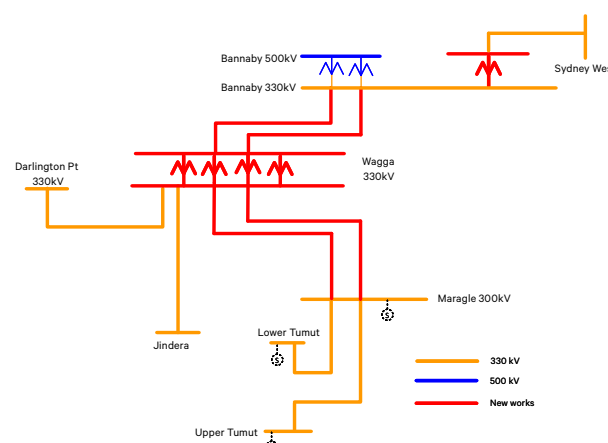 Bannaby 500kV
Bannaby 330kV
Sydney Wes
Wagga
330kV
Darlington Pt
330kV
Maragle 300kV
S
Lower Tumut
S
Jindera
Upper Tumut
330 kV
500 kV
New works